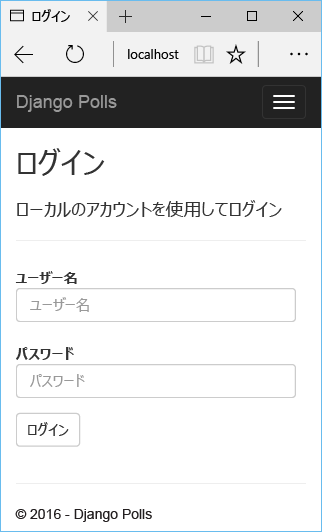 ログイン
localhost
Django Polls
ログイン
ローカルのアカウントを使用してログイン
ユーザー名
ユーザー名
パスワード
パスワード
ログイン
© 2016 - Django Polls